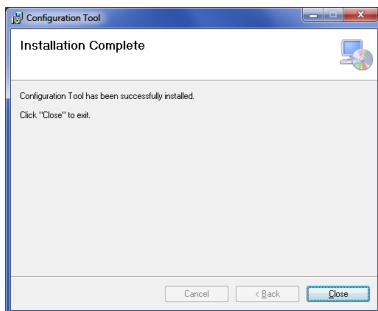 Configuration Tool
Installation Complete
Configuration Tool has been successfully installed.
Click "Close" to exit.
Cancel
< Back
Close